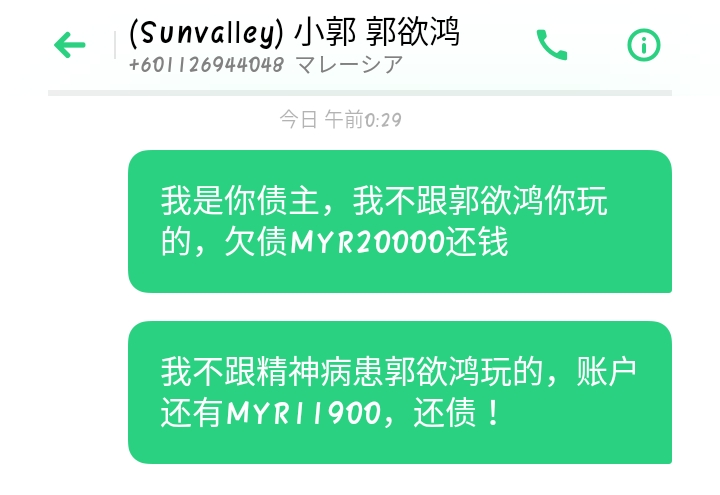 (Sunvalley) 小郭 郭欲鸿
+601126944048 マレーシア
今日 午前0:29
我是你债主，我不跟郭欲鸿你玩
的，欠债MYR20000还钱
我不跟精神病患郭欲鸿玩的，账户
还有MYR11900，还债！